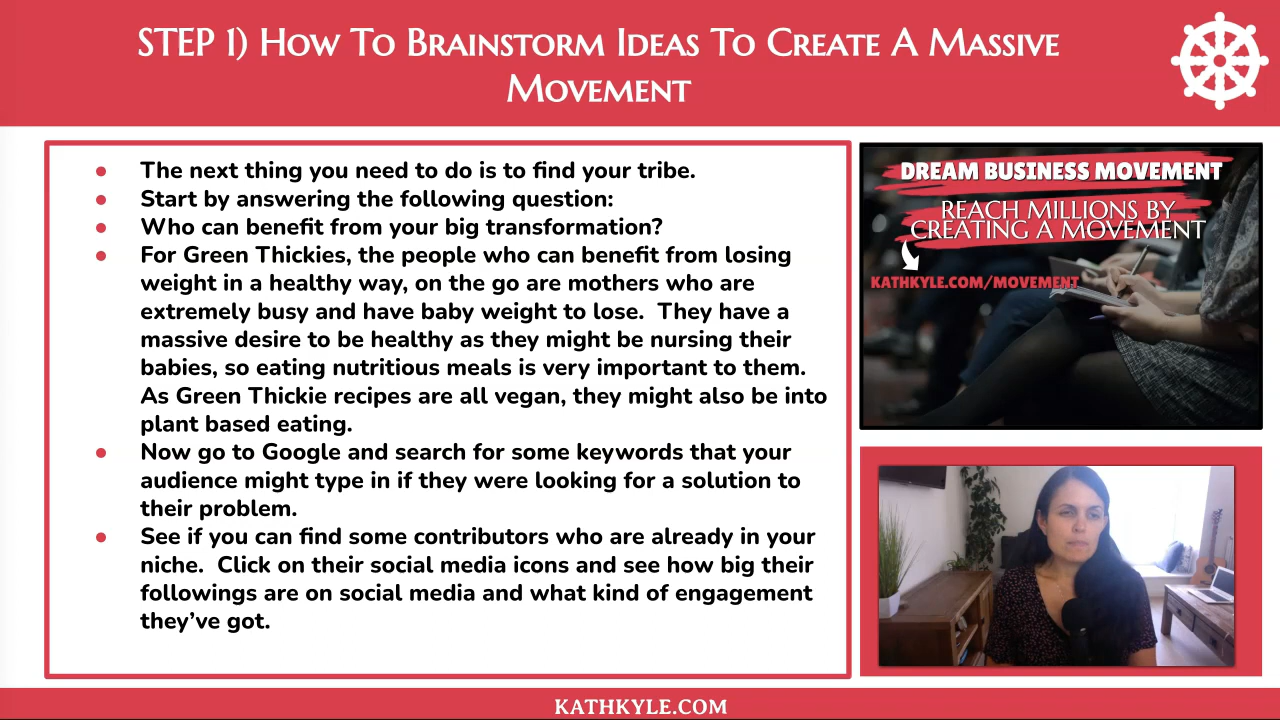 STEP 1) How To Brainstorm Ideas To Create A Massive
Movement
The next thing you need to do is to find your tribe.
Start by answering the following question:
Who can benefit from your big transformation?
For Green Thickies, the people who can benefit from losing
weight in a healthy way, on the go are mothers who are
extremely busy and have baby weight to lose.  They have a
massive desire to be healthy as they might be nursing their
babies, so eating nutritious meals is very important to them.
As Green Thickie recipes are all vegan, they might also be into
plant based eating.
Now go to Google and search for some keywords that your
audience might type in if they were looking for a solution to
their problem.
See if you can find some contributors who are already in your
niche.  Click on their social media icons and see how big their
followings are on social media and what kind of engagement
they've got.
DREAM BUSINESS MOVEMENT
REACH MILLIONS BY
CREATING A MOVEMENT
KATHKYLE.COM/MOVEMENT
KATHKYLE.COM